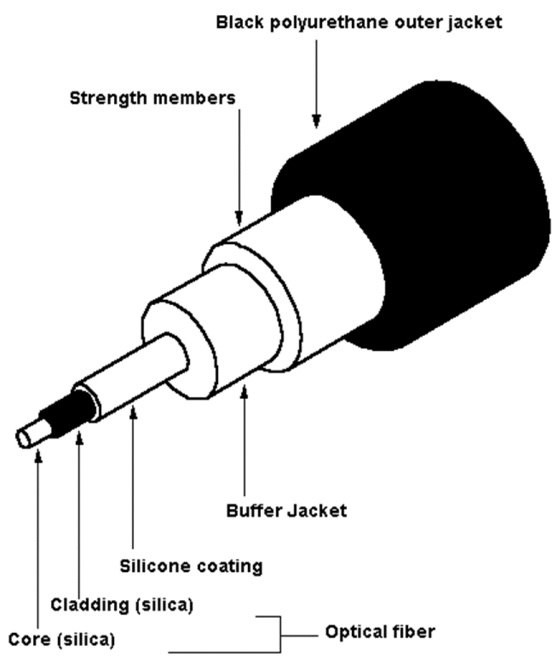 Black polyurethane outer jacket
Strength members
Buffer Jacket
Silicone coating
Cladding (silica)
Core (silica)
Optical fiber